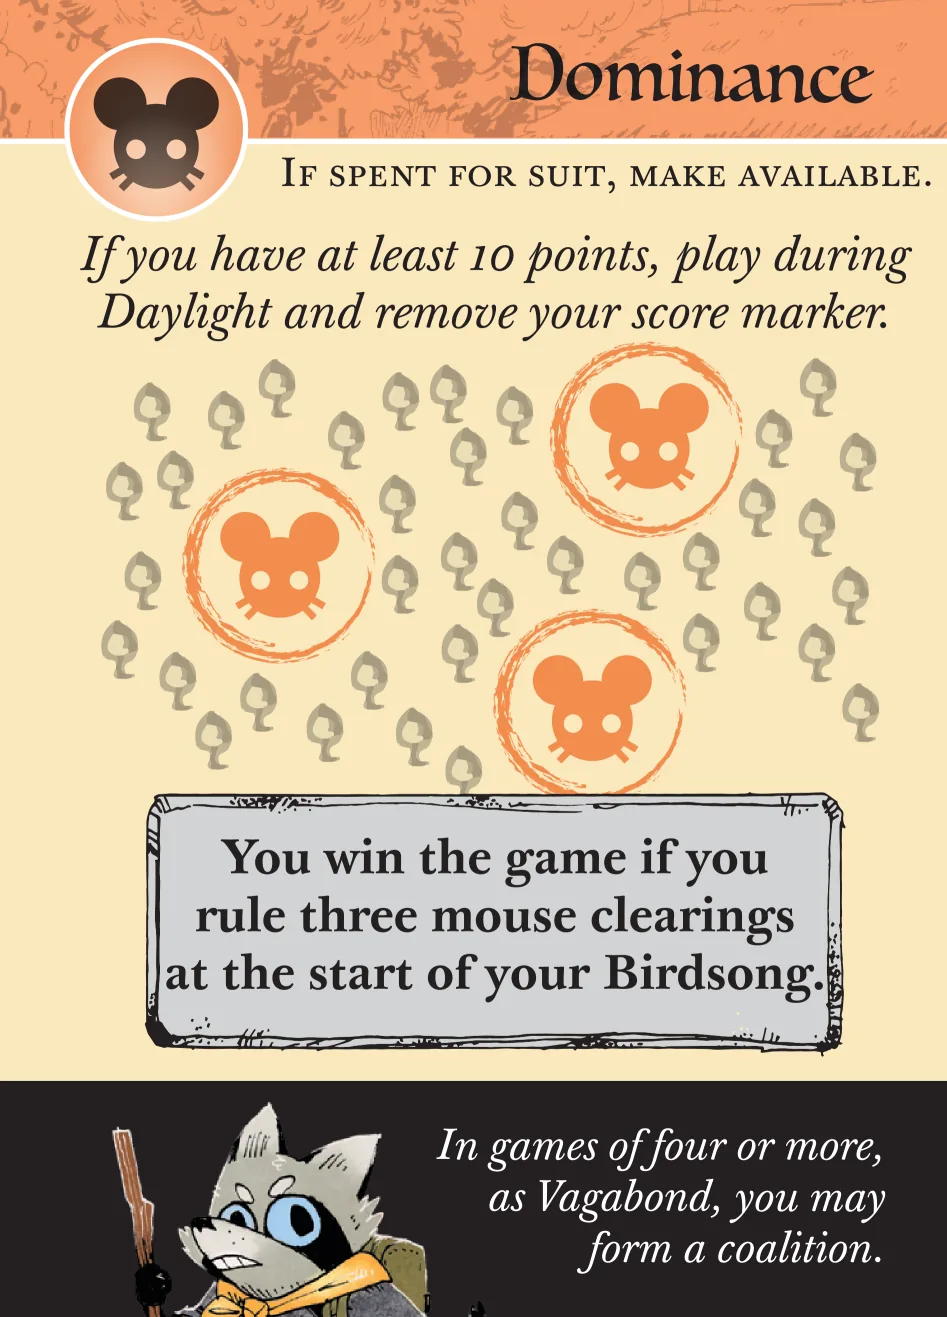 Dominance
If spent for suit, make available.
If you have at least 10 points, play during
Daylight and remove your score marker.
You win the game if you
rule three mouse clearings
at the start of your Birdsong.
In games of four or more,
as Vagabond, you may
form a coalition.